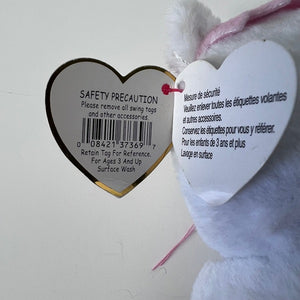 SAFETY PRECAUTION
Please remove all swing tags
and other accessories.
0 08421 37369 7
Retain Tag For Reference.
For Ages 3 And Up
Surface Wash
Mesure de sécurité
Veuillez enlever toutes les étiquettes volantes
et autres accessoires.
Conservez les étiquettes pour vous y référer.
Pour les enfants de 3 ans et plus
Lavage en surface